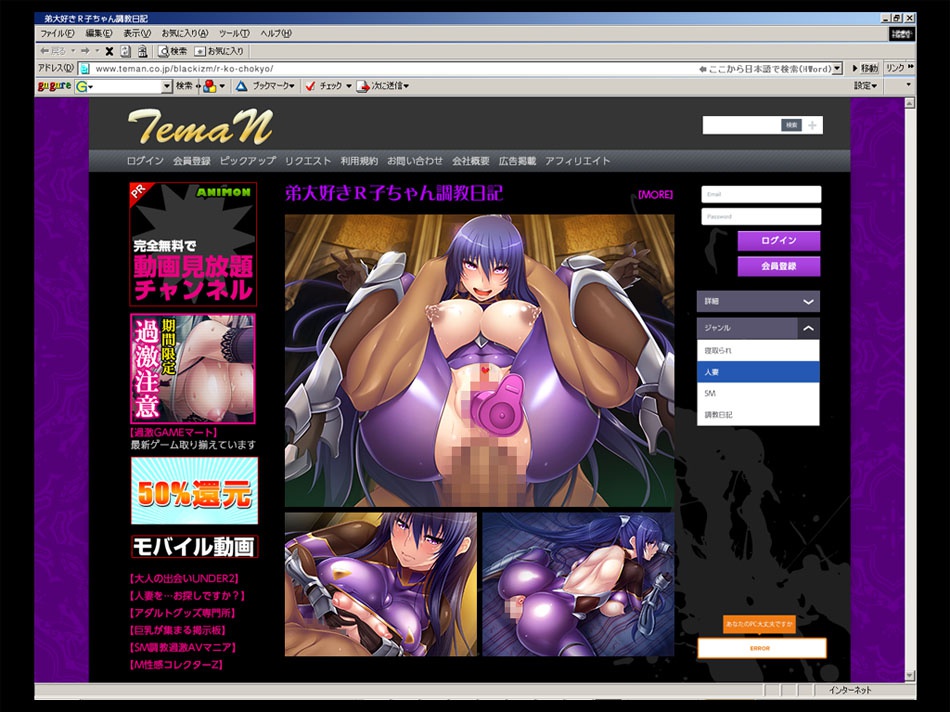 弟大好きＲ子ちゃん調教日記
ファイル(F) 編集(E) 表示(V) お気に入り(A) ツール(T) ヘルプ(H)
戻る 検索 お気に入り
アドレス(D) www.teman.co.jp/blackizm/r-ko-chokyo/ ここから日本語で検索(HWord) 移動 リンク
gugure 検索 ブックマーク チェック 次に送信 設定
TemaN
検索
ログイン 会員登録 ピックアップ リクエスト 利用規約 お問い合わせ 会社概要 広告掲載 アフィリエイト
PR
ANIMON
完全無料で
動画見放題
チャンネル
過激注意
期間限定
【過激GAMEマート】
最新ゲーム取り揃えています
50%還元
モバイル動画
【大人の出会いUNDER2】
【人妻を…お探しですか？】
【アダルトグッズ専門所】
【巨乳が集まる掲示板】
【SM調教過激AVマニア】
【M性感コレクターZ】
弟大好きＲ子ちゃん調教日記
[MORE]
Email
Password
ログイン
会員登録
詳細
ジャンル
寝取られ
人妻
SM
調教日記
あなたのPC大丈夫ですか
ERROR
インターネット